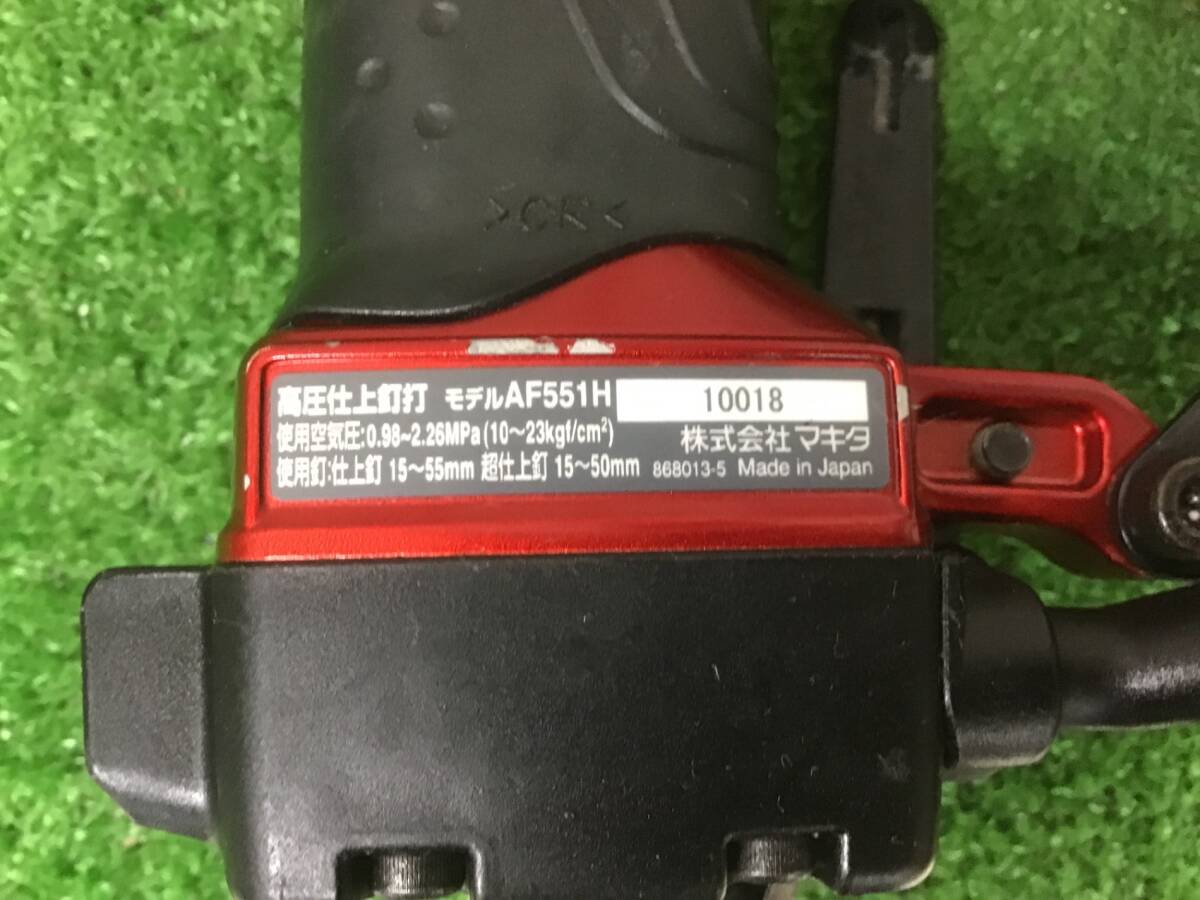 >CR<
高圧仕上釘打 モデルAF551H 10018
使用空気圧:0.98~2.26MPa(10~23kgf/cm²) 株式会社マキタ
使用釘:仕上釘 15~55mm 超仕上釘 15~50mm 868013-5 Made in Japan